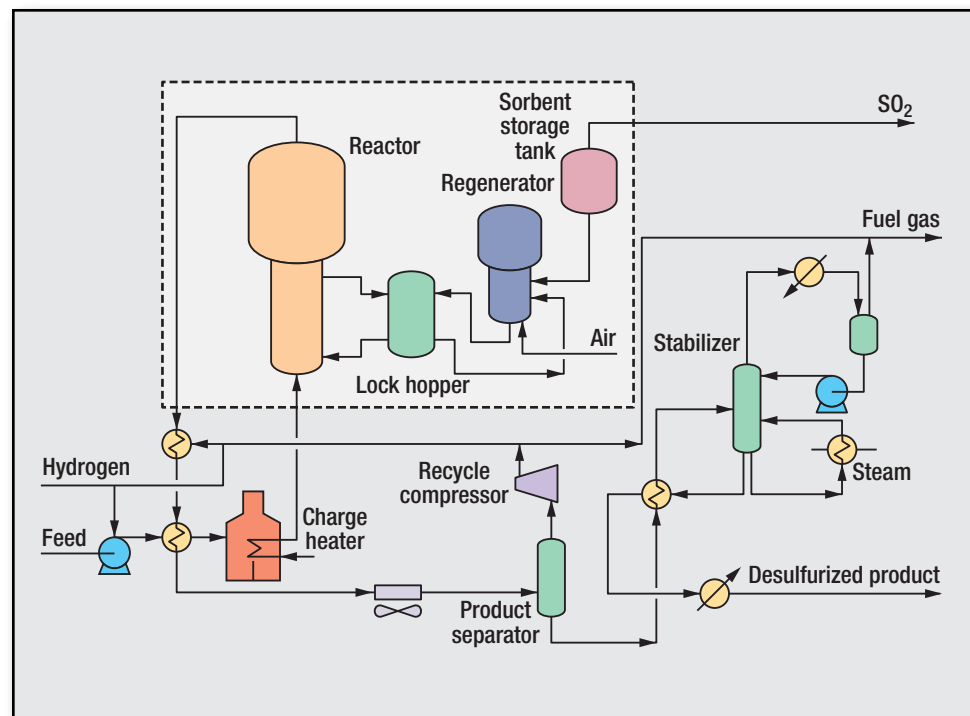 Sorbent
storage
tank
SO₂
Reactor
Regenerator
Fuel gas
Air
Stabilizer
Lock hopper
Hydrogen
Recycle
compressor
Steam
Feed
Charge
heater
Desulfurized product
Product
separator